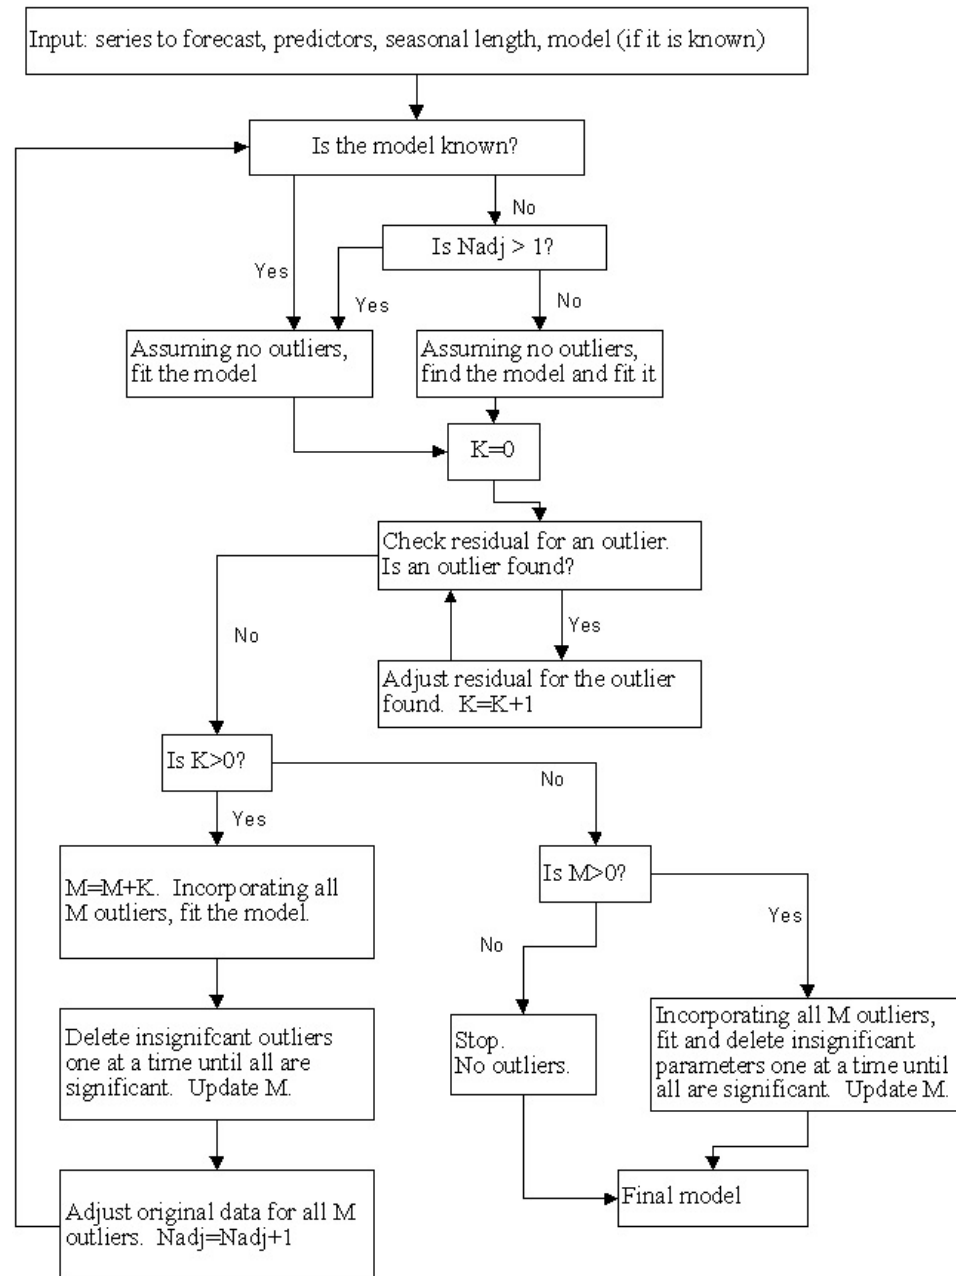 Input: series to forecast, predictors, seasonal length, model (if it is known)
Is the model known?
No
Is Nadj > 1?
Yes
Yes
No
Assuming no outliers,
fit the model
Assuming no outliers,
find the model and fit it
K=0
Check residual for an outlier.
Is an outlier found?
No
Yes
Adjust residual for the outlier
found. K=K+1
Is K>0?
No
Yes
M=M+K. Incorporating all
M outliers, fit the model.
Is M>0?
Yes
No
Delete insignifcant outliers
one at a time until all are
significant. Update M.
Stop.
No outliers.
Incorporating all M outliers,
fit and delete insignificant
parameters one at a time until
all are significant. Update M.
Adjust original data for all M
outliers. Nadj=Nadj+1
Final model